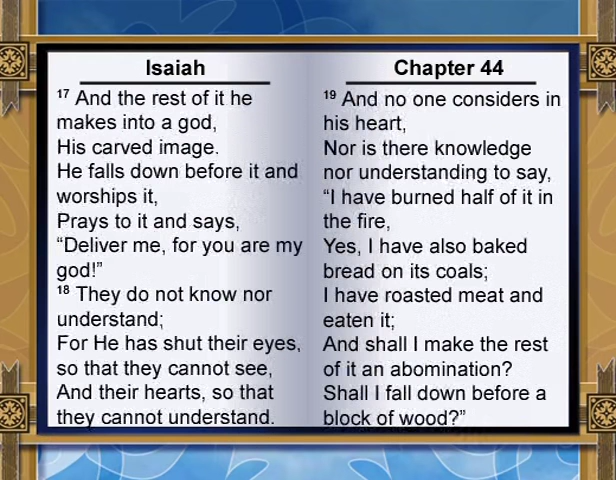 Isaiah
17 And the rest of it he
makes into a god,
His carved image.
He falls down before it and
worships it,
Prays to it and says,
“Deliver me, for you are my
god!”
18 They do not know nor
understand;
For He has shut their eyes,
so that they cannot see,
And their hearts, so that
they cannot understand.
Chapter 44
19 And no one considers in
his heart,
Nor is there knowledge
nor understanding to say,
“I have burned half of it in
the fire,
Yes, I have also baked
bread on its coals;
I have roasted meat and
eaten it;
And shall I make the rest
of it an abomination?
Shall I fall down before a
block of wood?”